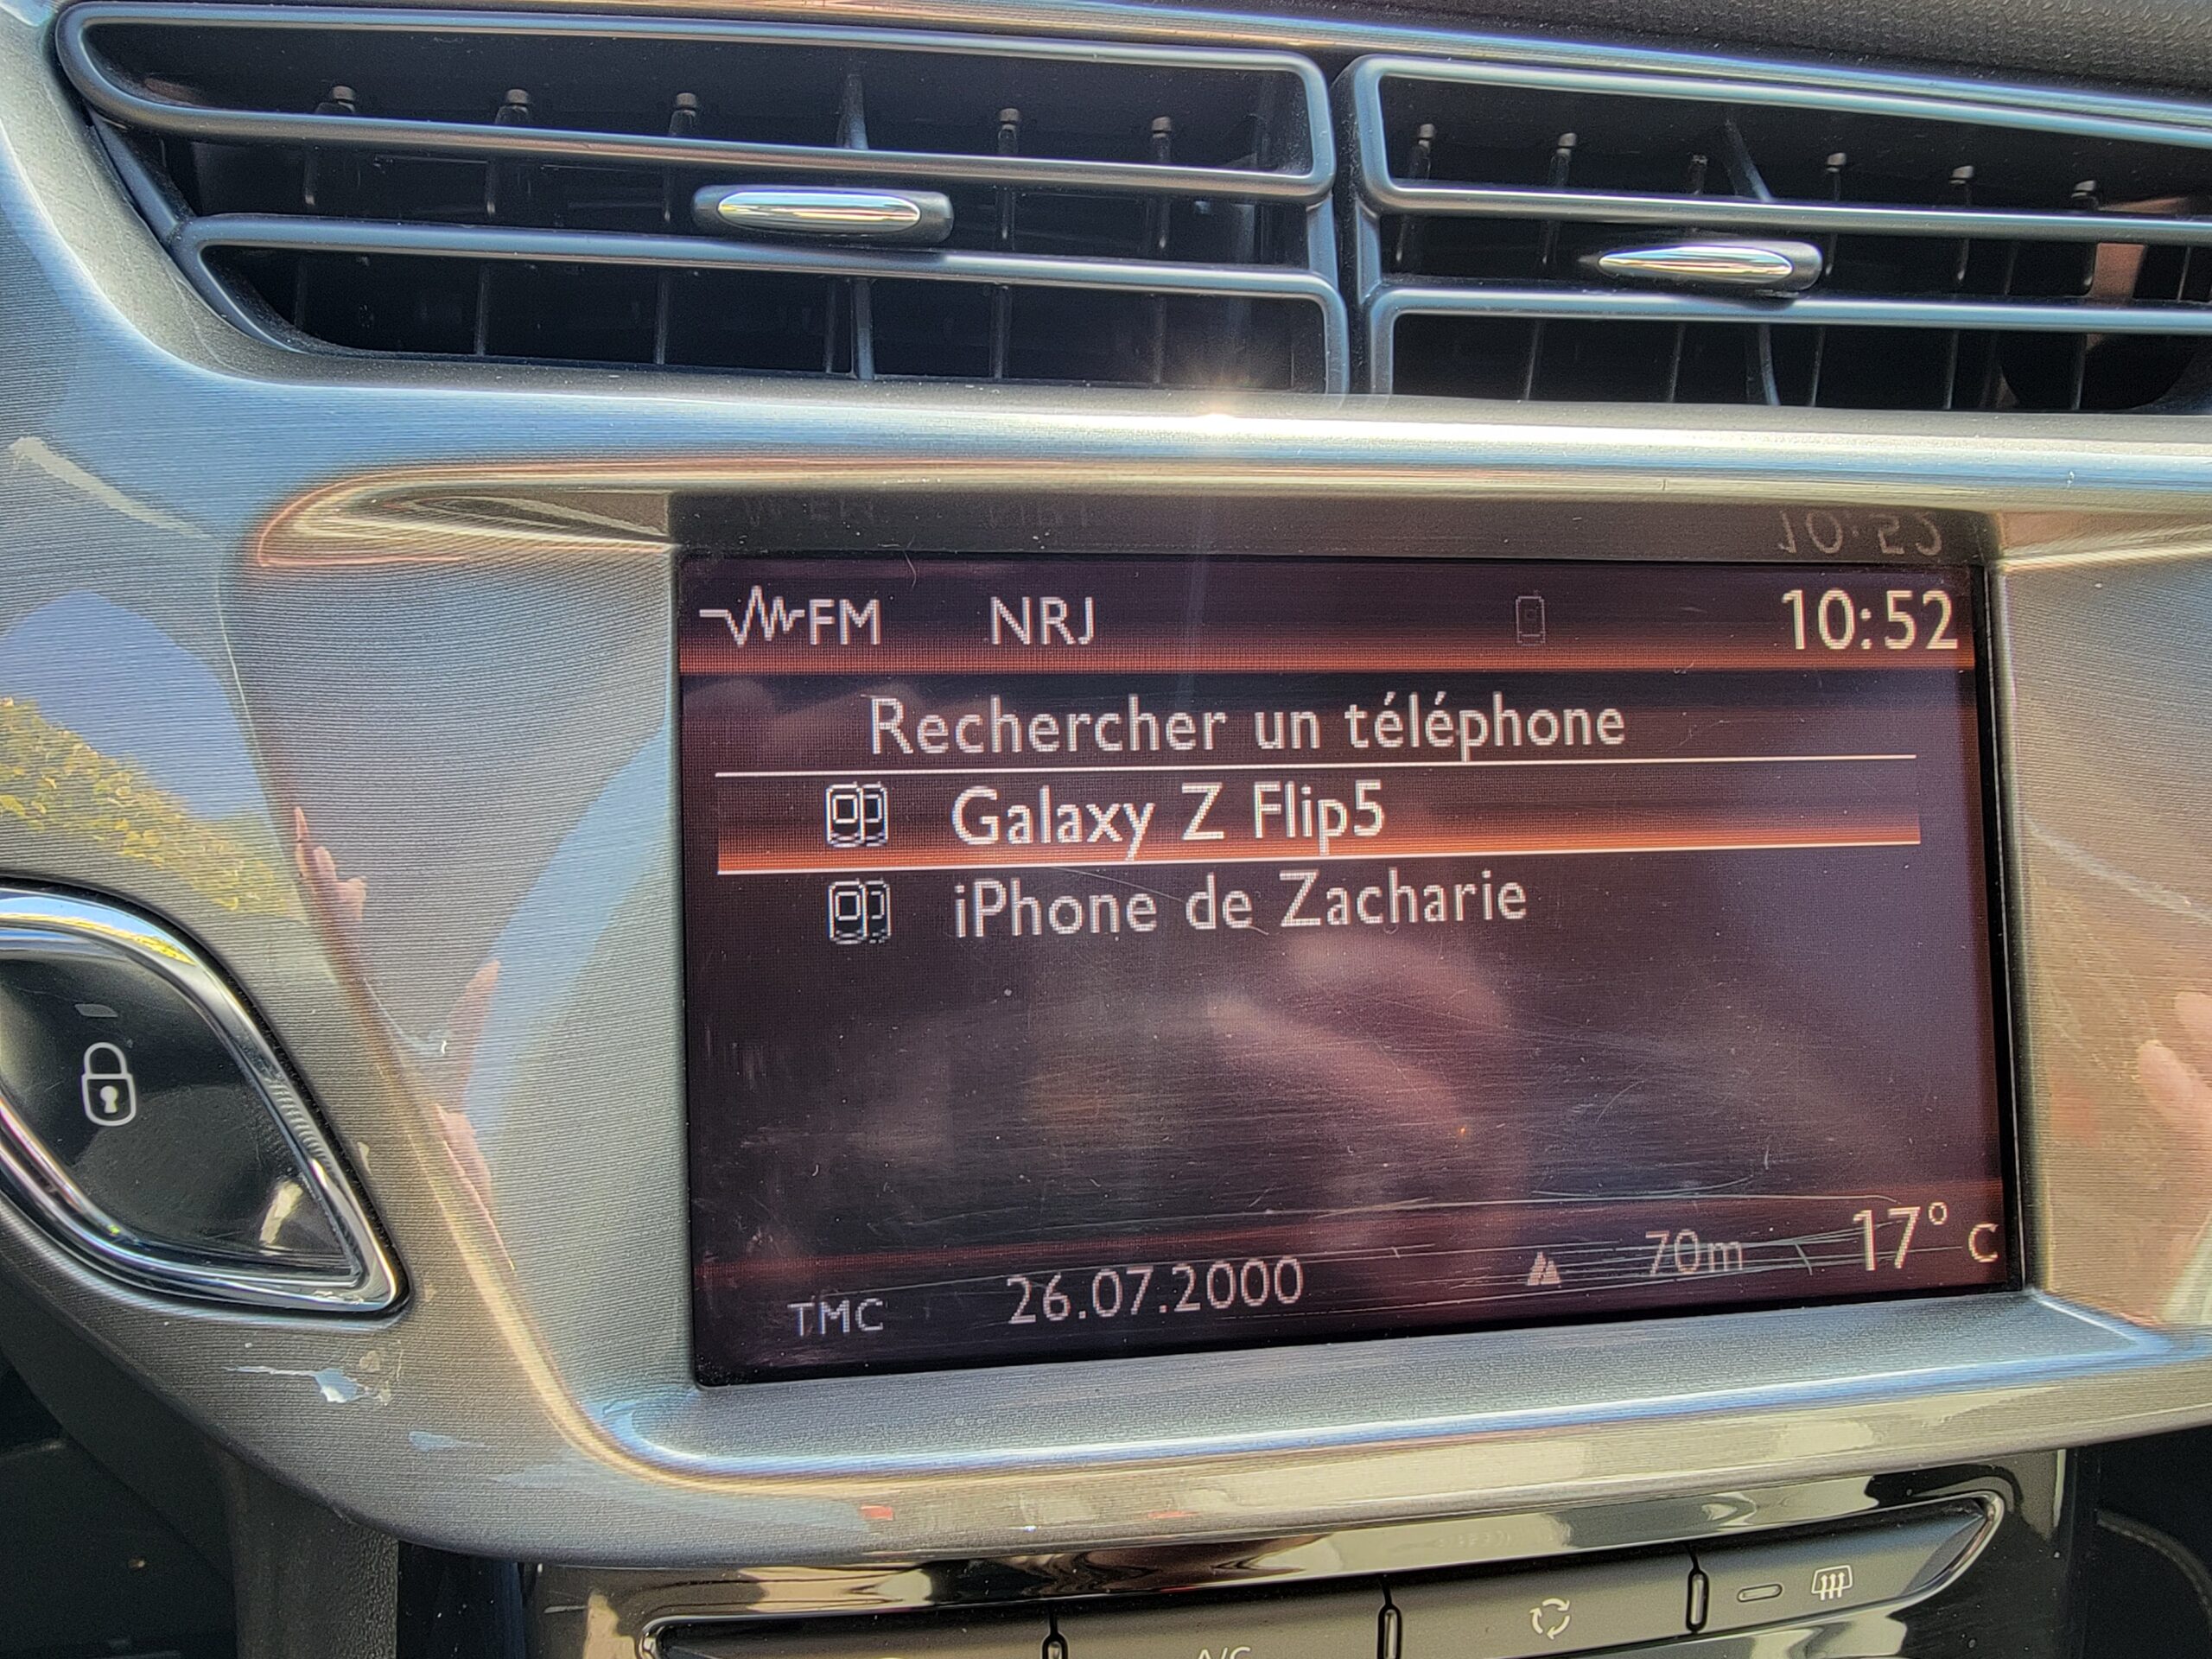 FM NRJ 10:52
Rechercher un téléphone
Galaxy Z Flip5
iPhone de Zacharie
TMC 26.07.2000 70m 17° C
A/C